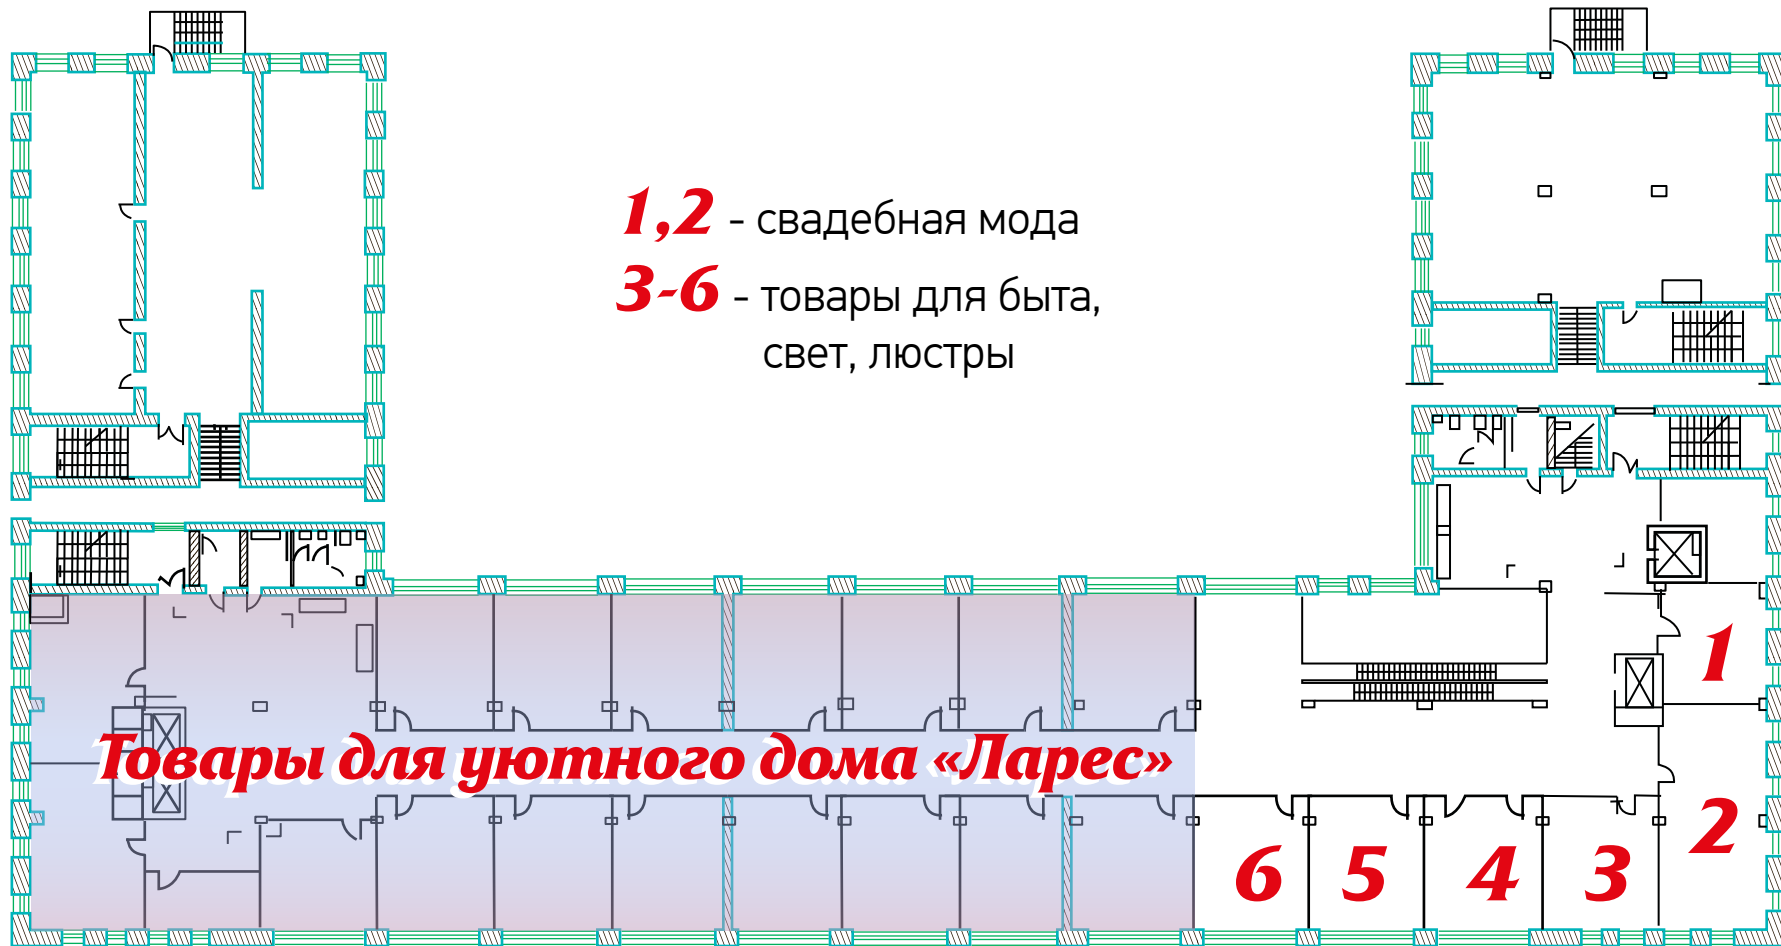 1,2 - свадебная мода
3-6 - товары для быта,
свет, люстры
1
Товары для уютного дома «Ларес»
2
6 5 4 3